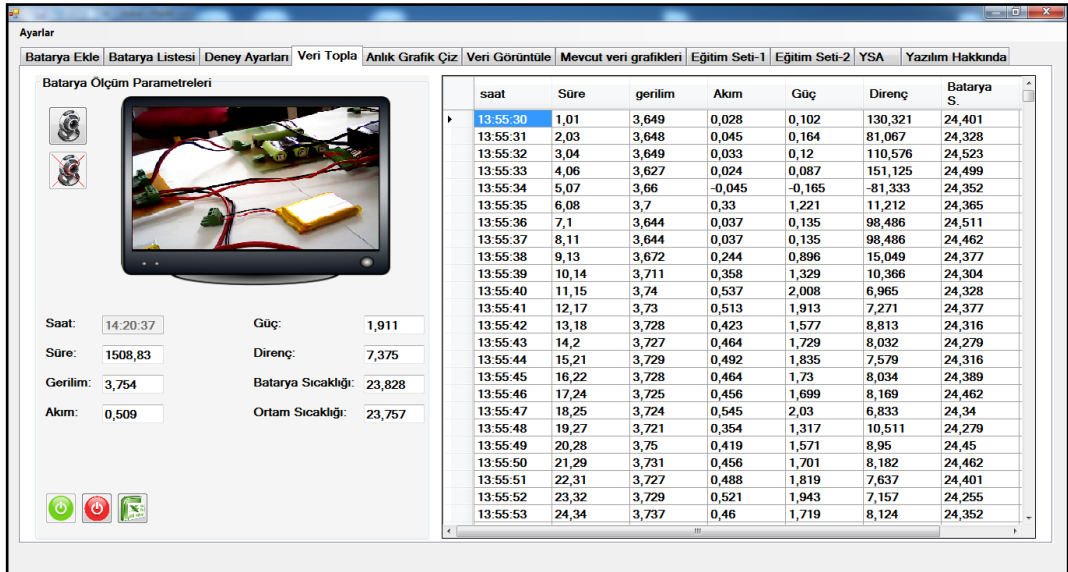 Ayarlar
Batarya Ekle Batarya Listesi Deney Ayarları Veri Topla Anlık Grafik Çiz Veri Görüntüle Mevcut veri grafikleri Eğitim Seti-1 Eğitim Seti-2 YSA Yazılım Hakkında
Batarya Ölçüm Parametreleri
Saat: 14:20:37 Güç: 1,911
Süre: 1508,83 Direnç: 7,375
Gerilim: 3,754 Batarya Sıcaklığı: 23,828
Akım: 0,509 Ortam Sıcaklığı: 23,757
saat Süre gerilim Akım Güç Direnç Batarya S.
13:55:30 1,01 3,649 0,028 0,102 130,321 24,401
13:55:31 2,03 3,648 0,045 0,164 81,067 24,328
13:55:32 3,04 3,649 0,033 0,12 110,576 24,523
13:55:33 4,06 3,627 0,024 0,087 151,125 24,499
13:55:34 5,07 3,66 -0,045 -0,165 -81,333 24,352
13:55:35 6,08 3,7 0,33 1,221 11,212 24,365
13:55:36 7,1 3,644 0,037 0,135 98,486 24,511
13:55:37 8,11 3,644 0,037 0,135 98,486 24,462
13:55:38 9,13 3,672 0,244 0,896 15,049 24,377
13:55:39 10,14 3,711 0,358 1,329 10,366 24,304
13:55:40 11,15 3,74 0,537 2,008 6,965 24,328
13:55:41 12,17 3,73 0,513 1,913 7,271 24,377
13:55:42 13,18 3,728 0,423 1,577 8,813 24,316
13:55:43 14,2 3,727 0,464 1,729 8,032 24,279
13:55:44 15,21 3,729 0,492 1,835 7,579 24,316
13:55:45 16,22 3,728 0,464 1,73 8,034 24,389
13:55:46 17,24 3,725 0,456 1,699 8,169 24,462
13:55:47 18,25 3,724 0,545 2,03 6,833 24,34
13:55:48 19,27 3,721 0,354 1,317 10,511 24,279
13:55:49 20,28 3,75 0,419 1,571 8,95 24,45
13:55:50 21,29 3,731 0,456 1,701 8,182 24,462
13:55:51 22,31 3,727 0,488 1,819 7,637 24,401
13:55:52 23,32 3,729 0,521 1,943 7,157 24,255
13:55:53 24,34 3,737 0,46 1,719 8,124 24,352